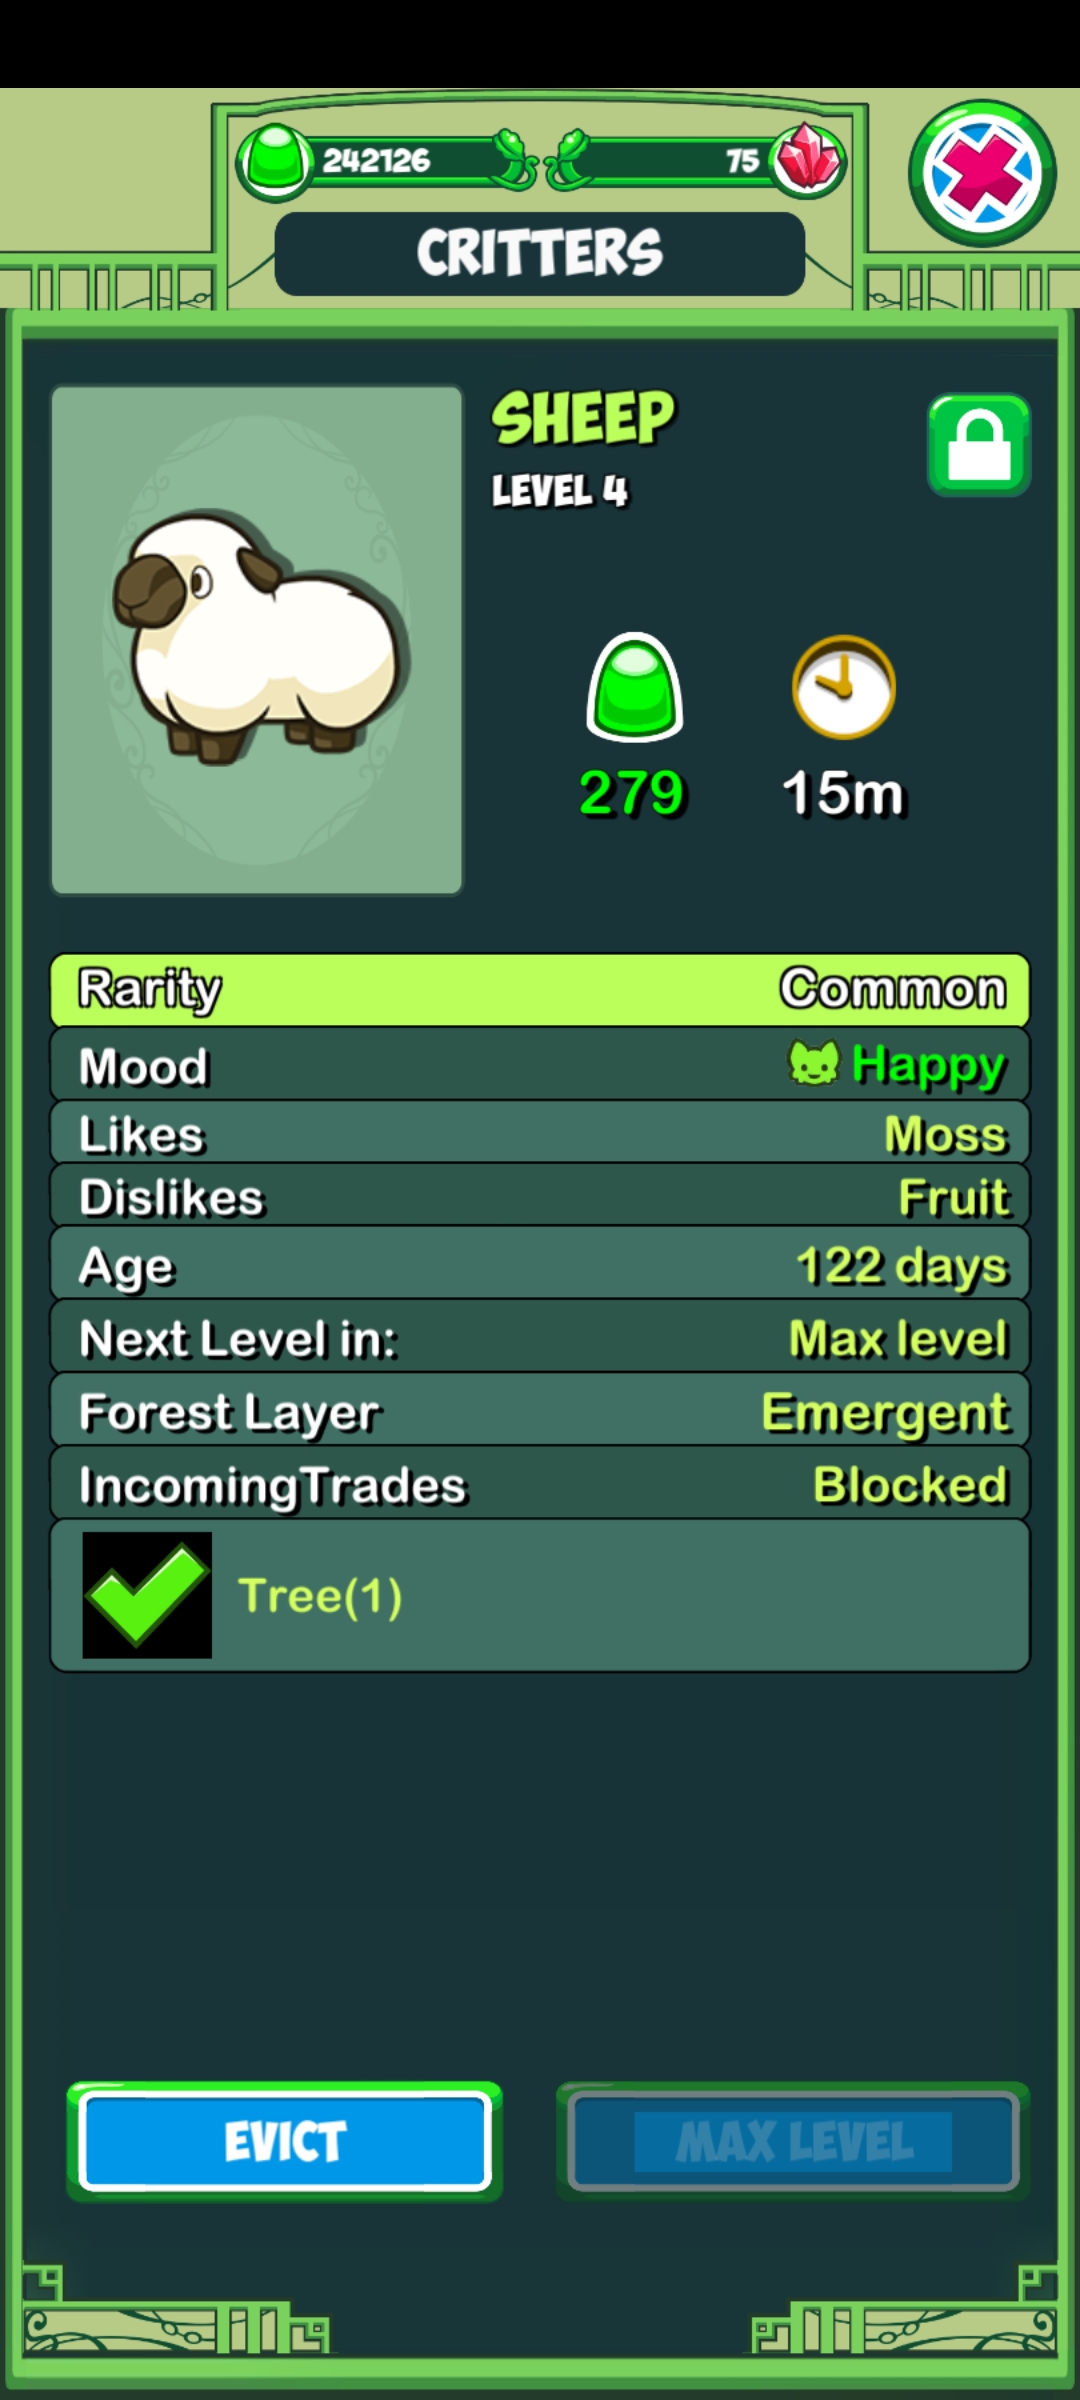 242126 75
CRITTERS
SHEEP
LEVEL 4
279 15m
Rarity Common
Mood Happy
Likes Moss
Dislikes Fruit
Age 122 days
Next Level in: Max level
Forest Layer Emergent
IncomingTrades Blocked
Tree(1)
EVICT MAX LEVEL